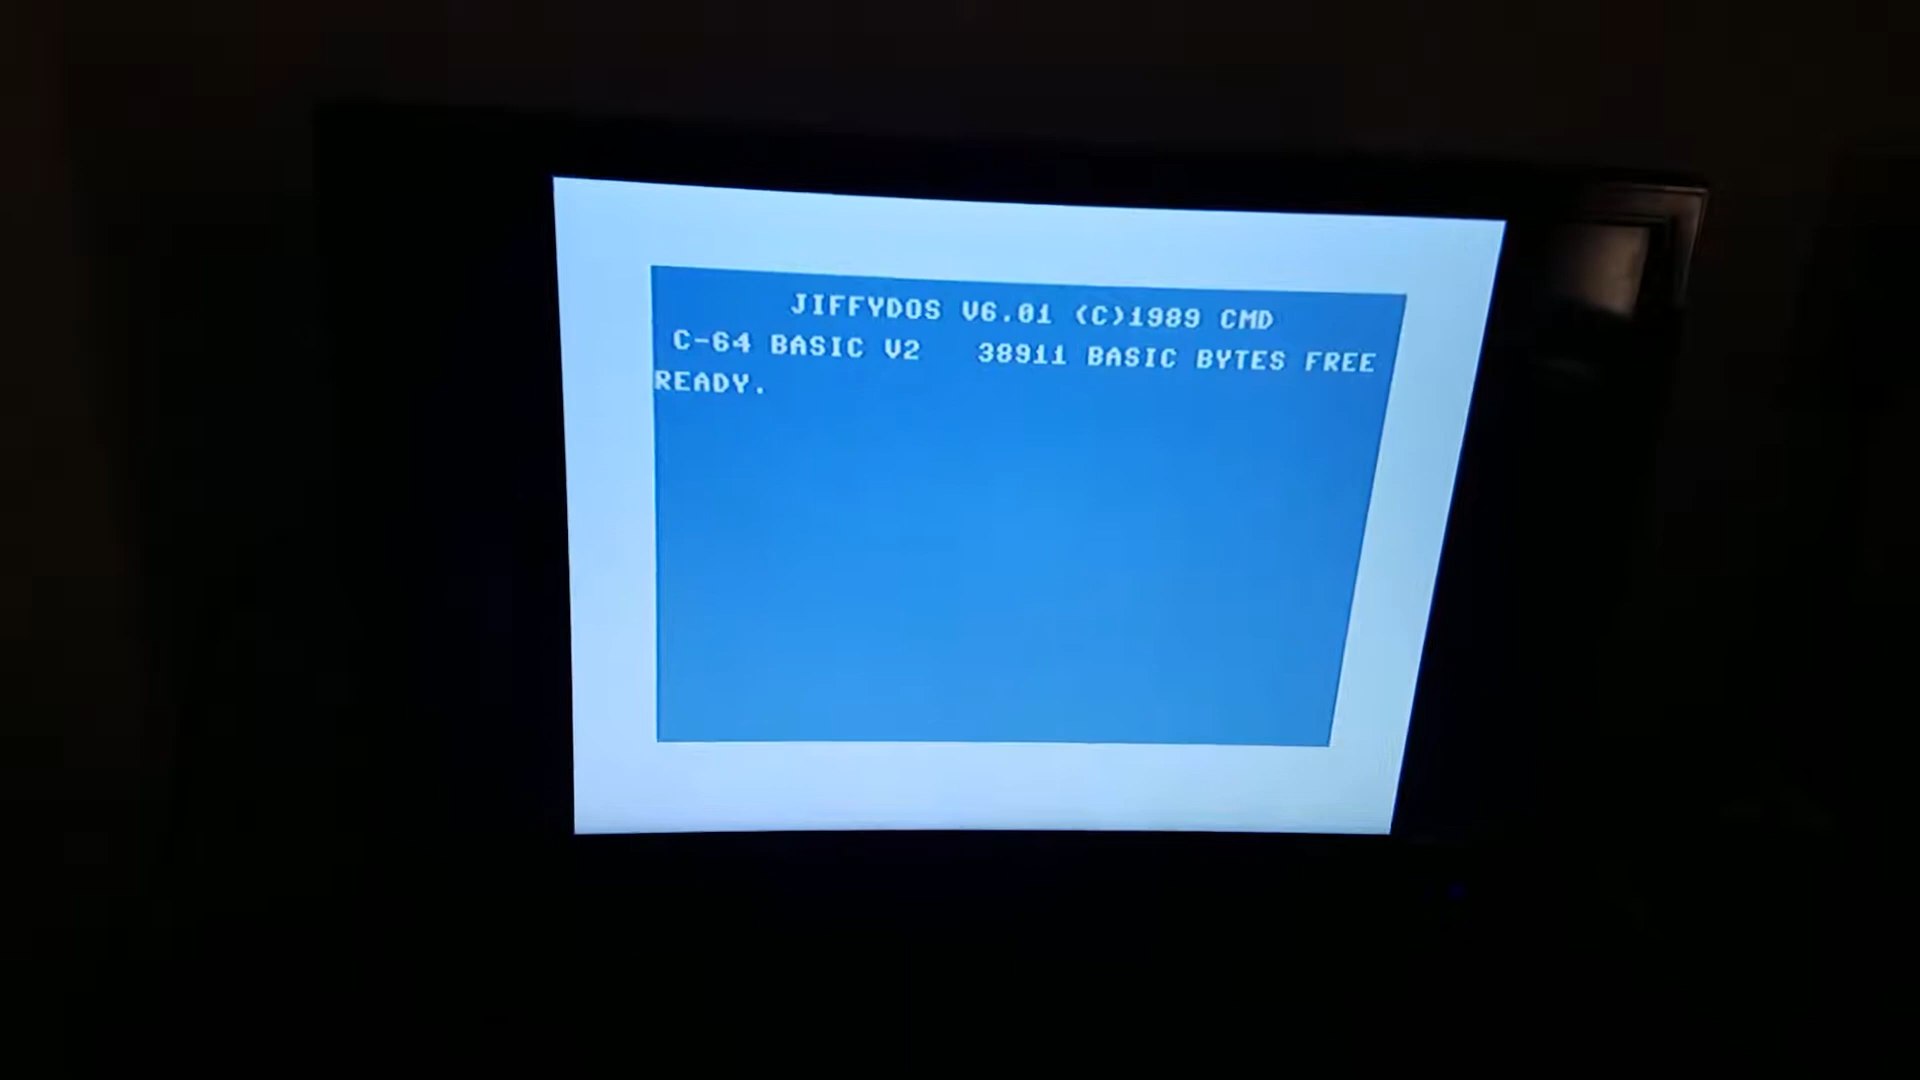 JIFFYDOS V6.01 (C)1989 CMD
C-64 BASIC V2   38911 BASIC BYTES FREE
READY.